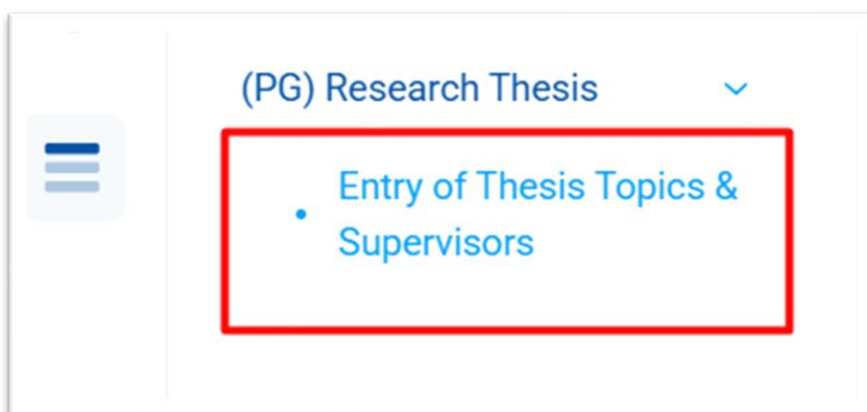 (PG) Research Thesis
Entry of Thesis Topics &
Supervisors